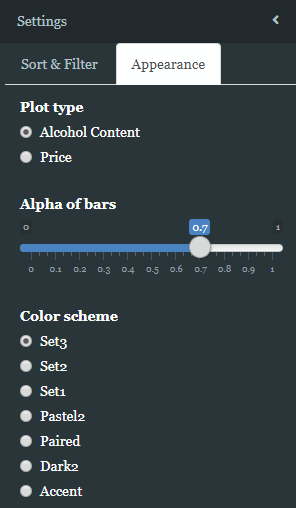 Settings
Sort & Filter Appearance
Plot type
Alcohol Content
Price
Alpha of bars
0 0.7 1
0 0.1 0.2 0.3 0.4 0.5 0.6 0.7 0.8 0.9 1
Color scheme
Set3
Set2
Set1
Pastel2
Paired
Dark2
Accent